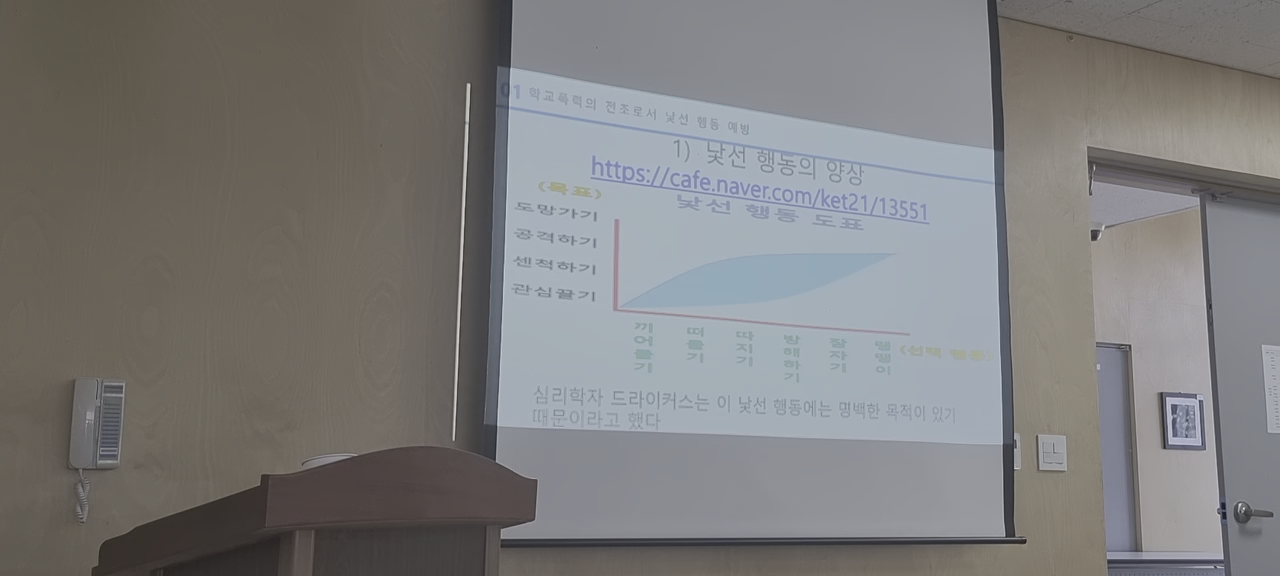 01 학교폭력의 전조로서 낯선 행동 예방
1) 낯선 행동의 양상
https://cafe.naver.com/ket21/13551
(목표)
낯선 행동 도표
도망가기
공격하기
센척하기
관심끌기
끼어들기
떠들기
따지기
방해하기
잠자기
땡땡이
(선택 행동)
심리학자 드라이커스는 이 낯선 행동에는 명백한 목적이 있기
때문이라고 했다